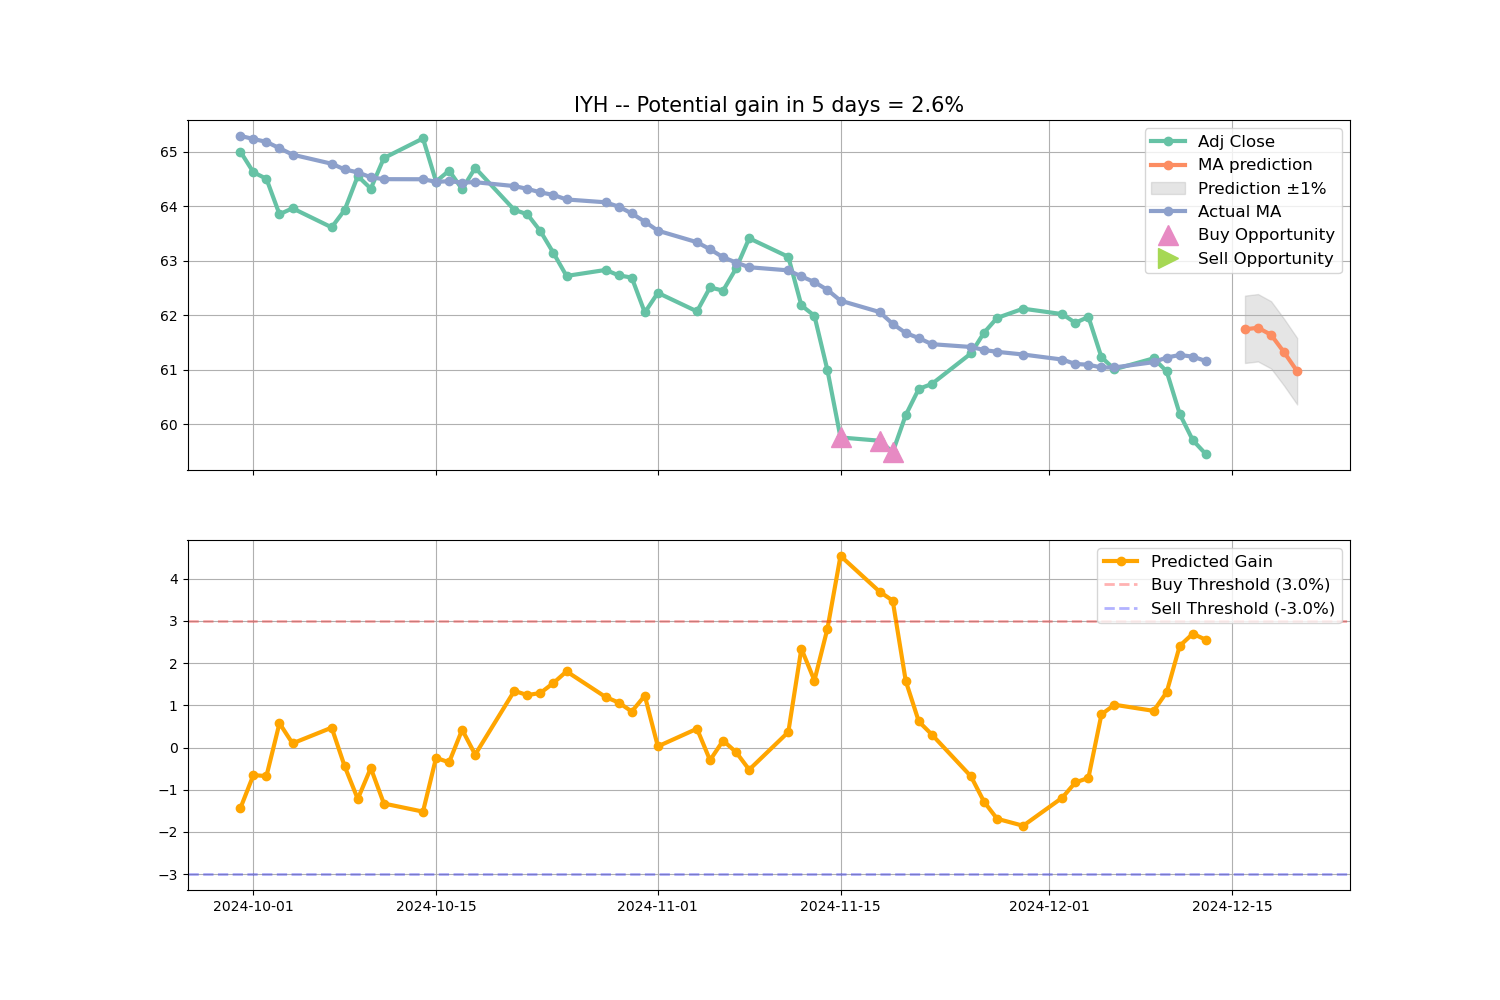 IYH -- Potential gain in 5 days = 2.6%
65
64
63
62
61
60
Adj Close
MA prediction
Prediction ±1%
Actual MA
Buy Opportunity
Sell Opportunity
4
3
2
1
0
−1
−2
−3
Predicted Gain
Buy Threshold (3.0%)
Sell Threshold (-3.0%)
2024-10-01 2024-10-15 2024-11-01 2024-11-15 2024-12-01 2024-12-15